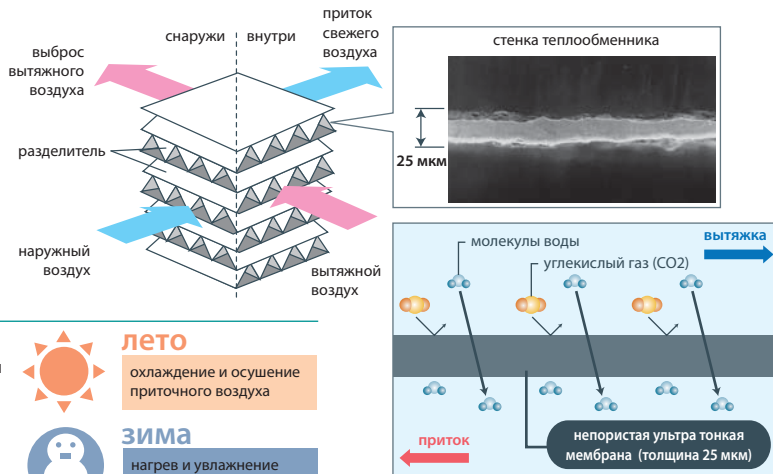 выброс
вытяжного
воздуха
снаружи
внутри
приток
свежего
воздуха
разделитель
наружный
воздух
вытяжной
воздух
стенка теплообменника
25 мкм
молекулы воды
углекислый газ (CO2)
вытяжка
приток
непористая ультра тонкая
мембрана (толщина 25 мкм)
лето
охлаждение и осушение
приточного воздуха
зима
нагрев и увлажнение